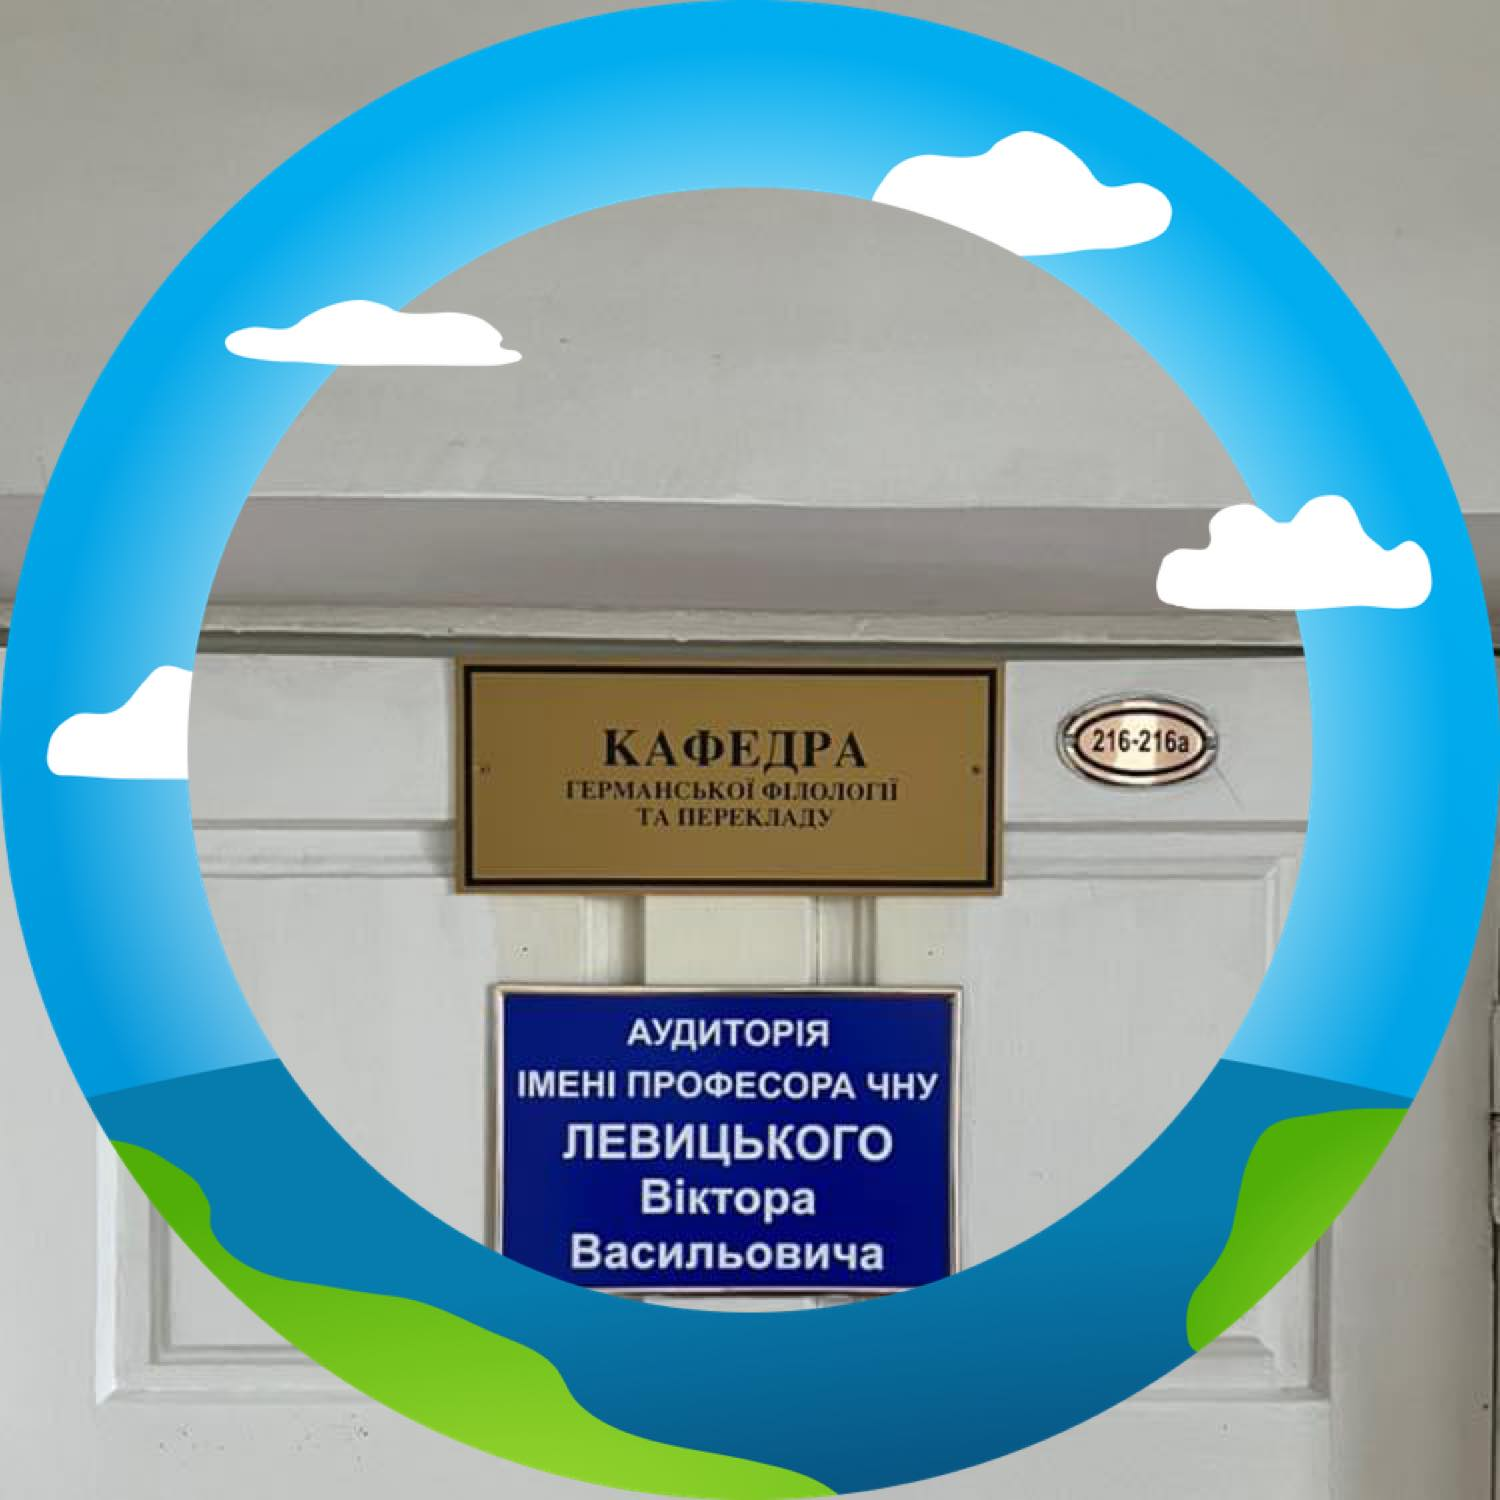 КАФЕДРА
ГЕРМАНСЬКОЇ ФІЛОЛОГІЇ
ТА ПЕРЕКЛАДУ
216-216а
АУДИТОРІЯ
ІМЕНІ ПРОФЕСОРА ЧНУ
ЛЕВИЦЬКОГО
Віктора
Васильовича